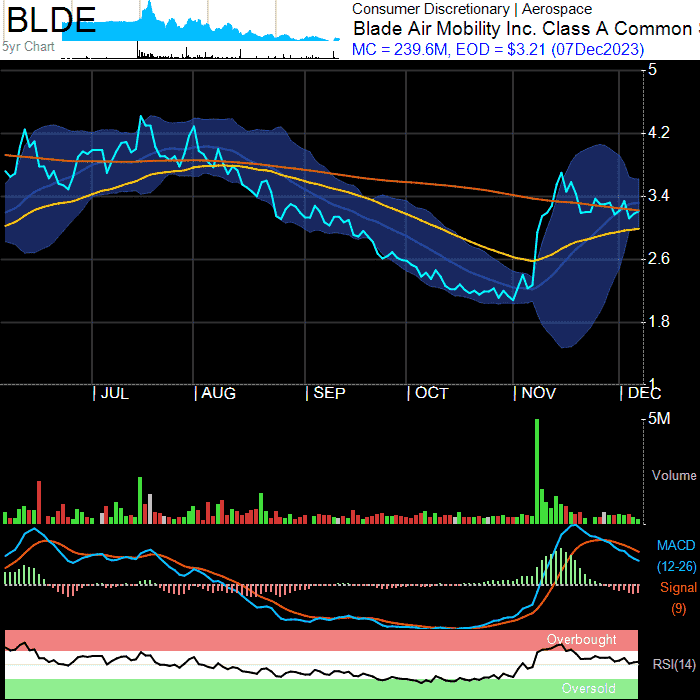 BLDE
Consumer Discretionary | Aerospace
Blade Air Mobility Inc. Class A Common
5yr Chart
MC = 239.6M, EOD = $3.21 (07Dec2023)
5
4.2
3.4
2.6
1.8
1
JUL
AUG
SEP
OCT
NOV
DEC
5M
Volume
MACD
(12-26)
Signal
(9)
Overbought
RSI(14)
Oversold